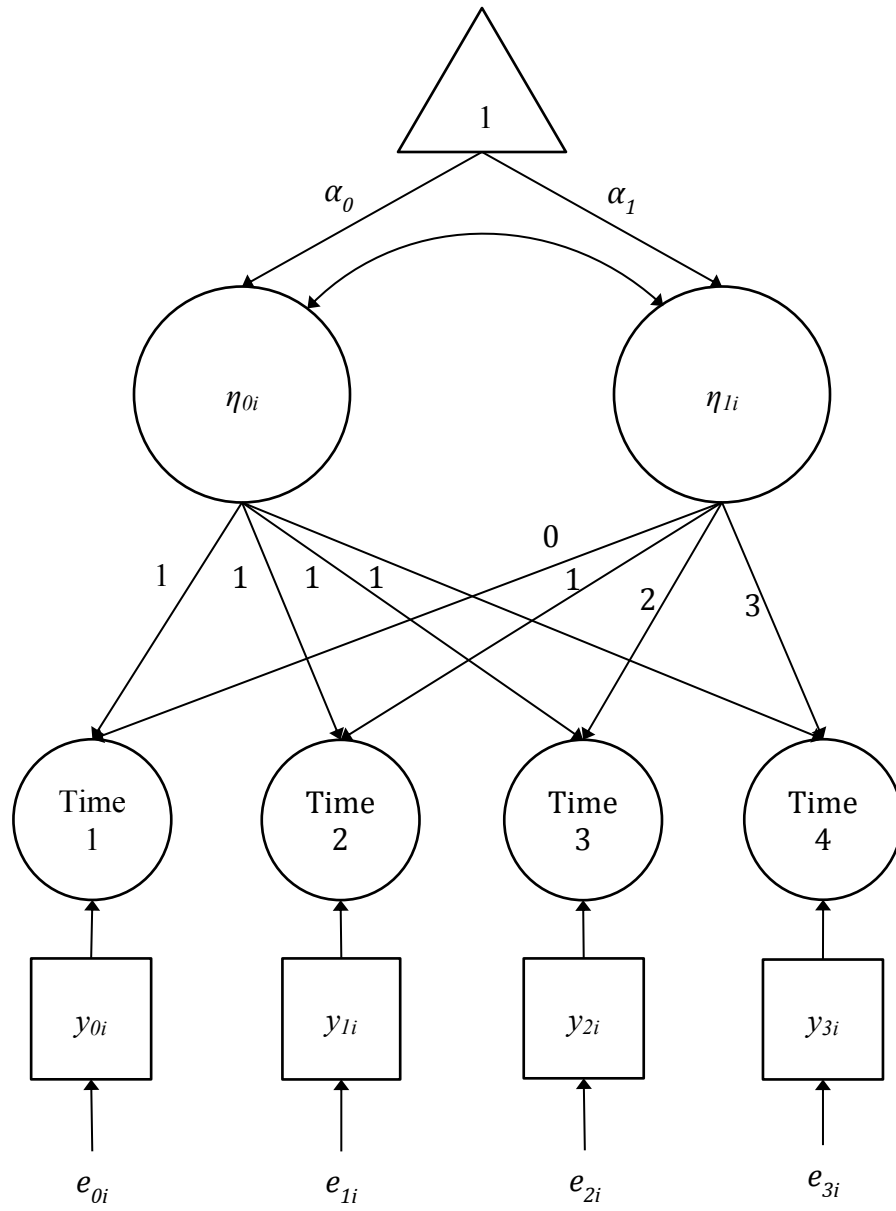 1
α₀ α₁
η₀ᵢ η₁ᵢ
0
1 1 1 1 1 2 3
Time Time Time Time
1 2 3 4
y₀ᵢ y₁ᵢ y₂ᵢ y₃ᵢ
e₀ᵢ e₁ᵢ e₂ᵢ e₃ᵢ